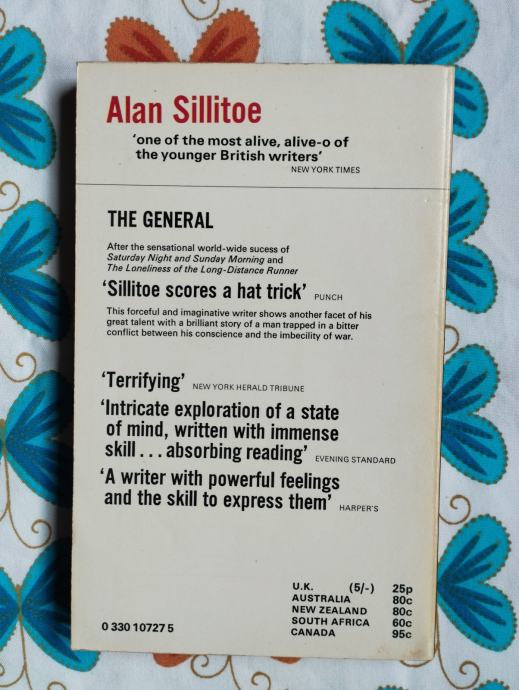 Alan Sillitoe
‘one of the most alive, alive-o of
the younger British writers’
NEW YORK TIMES
THE GENERAL
After the sensational world-wide sucess of
Saturday Night and Sunday Morning and
The Loneliness of the Long-Distance Runner
‘Sillitoe scores a hat trick’ PUNCH
This forceful and imaginative writer shows another facet of his
great talent with a brilliant story of a man trapped in a bitter
conflict between his conscience and the imbecility of war.
‘Terrifying’ NEW YORK HERALD TRIBUNE
‘Intricate exploration of a state
of mind, written with immense
skill . . . absorbing reading’ EVENING STANDARD
‘A writer with powerful feelings
and the skill to express them’ HARPER'S
U.K. (5/-) 25p
AUSTRALIA 80c
NEW ZEALAND 80c
SOUTH AFRICA 60c
CANADA 95c
0 330 10727 5